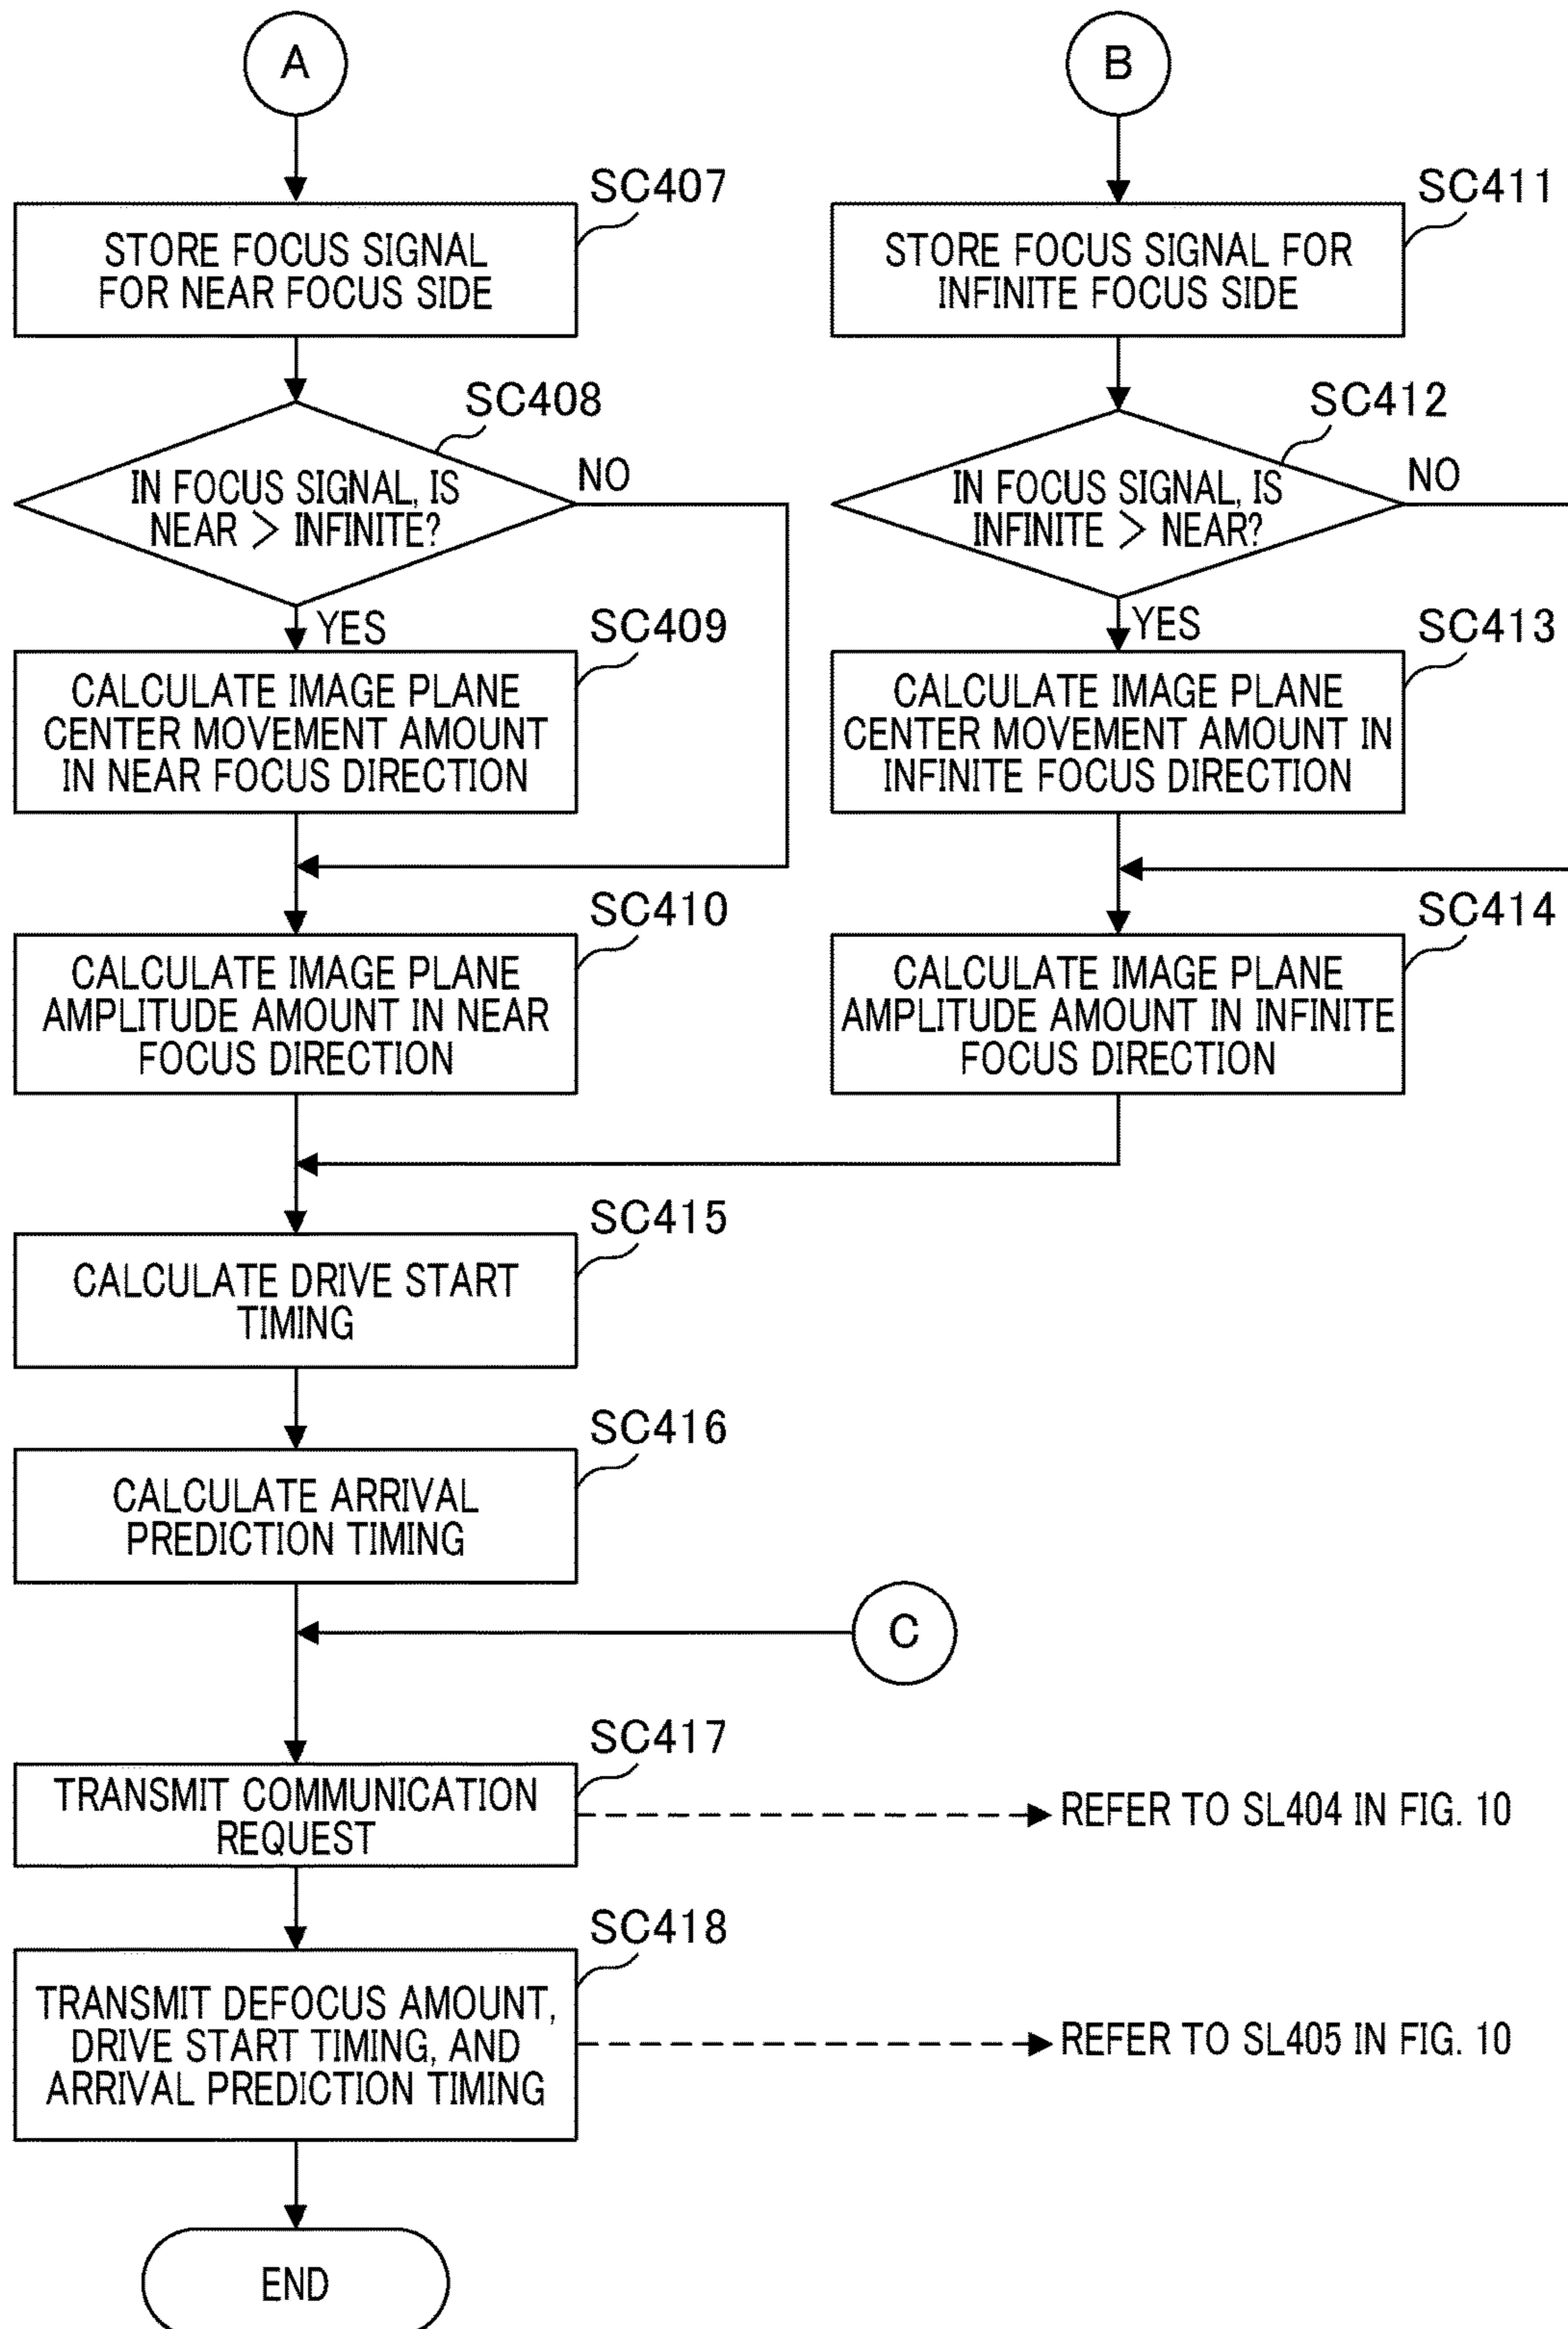 A
SC407
STORE FOCUS SIGNAL
FOR NEAR FOCUS SIDE
SC408
IN FOCUS SIGNAL, IS
NEAR > INFINITE?
NO
YES
SC409
CALCULATE IMAGE PLANE
CENTER MOVEMENT AMOUNT
IN NEAR FOCUS DIRECTION
SC410
CALCULATE IMAGE PLANE
AMPLITUDE AMOUNT IN NEAR
FOCUS DIRECTION
B
SC411
STORE FOCUS SIGNAL FOR
INFINITE FOCUS SIDE
SC412
IN FOCUS SIGNAL, IS
INFINITE > NEAR?
NO
YES
SC413
CALCULATE IMAGE PLANE
CENTER MOVEMENT AMOUNT IN
INFINITE FOCUS DIRECTION
SC414
CALCULATE IMAGE PLANE
AMPLITUDE AMOUNT IN INFINITE
FOCUS DIRECTION
SC415
CALCULATE DRIVE START
TIMING
SC416
CALCULATE ARRIVAL
PREDICTION TIMING
C
SC417
TRANSMIT COMMUNICATION
REQUEST
REFER TO SL404 IN FIG. 10
SC418
TRANSMIT DEFOCUS AMOUNT,
DRIVE START TIMING, AND
ARRIVAL PREDICTION TIMING
REFER TO SL405 IN FIG. 10
END